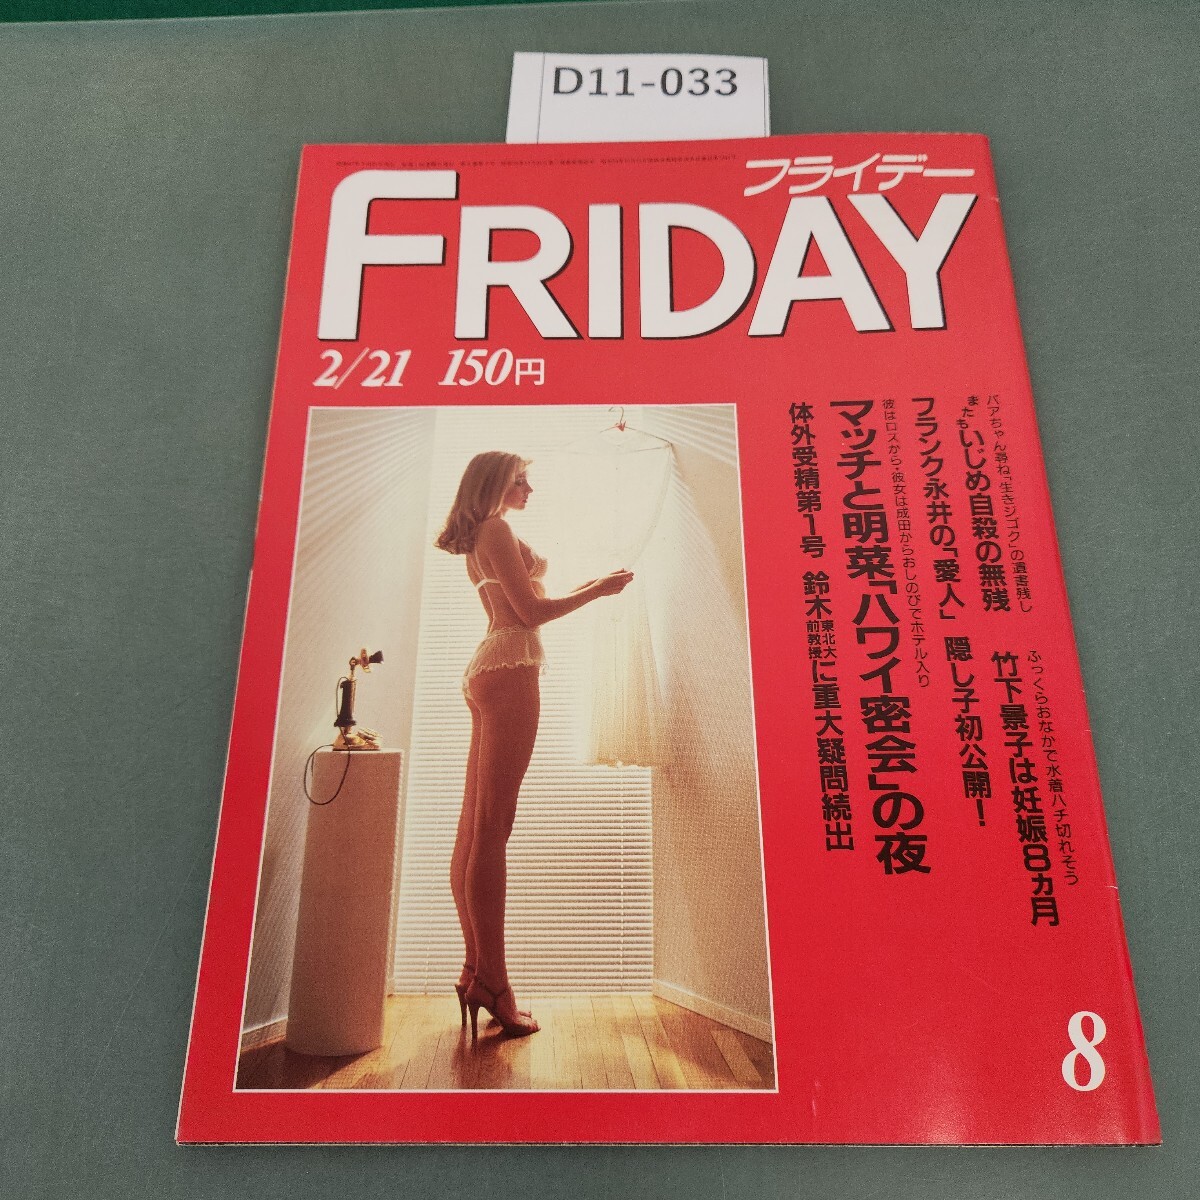 D11-033
フライデー
FRIDAY
2/21 150円
バアちゃん尋ね「生きジゴク」の遺書残し
またもいじめ自殺の無残
ふっくらおなかで水着ハチ切れそう
竹下景子は妊娠8ヵ月
フランク永井の「愛人」隠し子初公開!
彼はロスから・彼女は成田からおしのびでホテル入り
マッチと明菜「ハワイ密会」の夜
体外受精第1号 鈴木東北大前教授に重大疑問続出
8